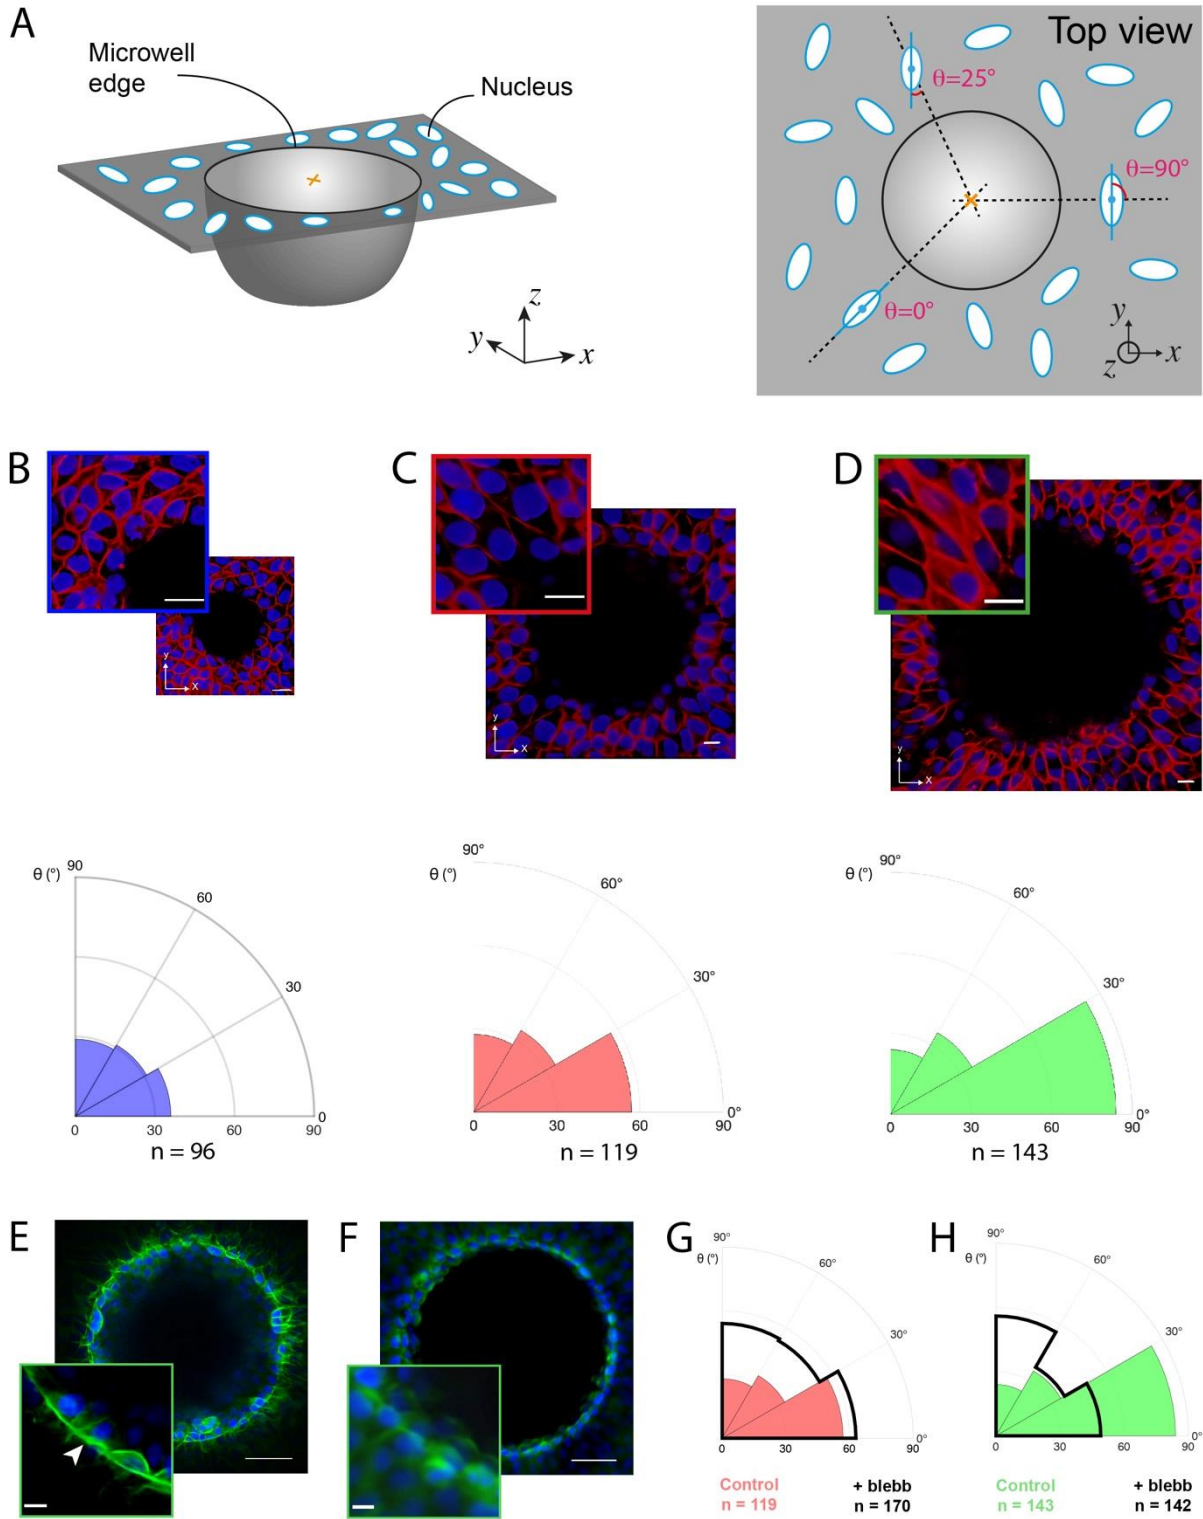 A
Microwell
edge
Nucleus
z
y
x
Top view
θ=25°
θ=90°
θ=0°
y
z
x
B
C
D
y
x
y
x
y
x
θ (°)
90
60
30
0
0
30
60
90
n = 96
θ (°)
90°
60°
30°
0°
0
30
60
90
n = 119
θ (°)
90°
60°
30°
0°
0
30
60
90
n = 143
E
F
G
90°
θ (°)
60°
30°
0°
0
30
60
90
Control
n = 119
+ blebb
n = 170
H
90°
θ (°)
60°
30°
0°
0
30
60
90
Control
n = 143
+ blebb
n = 142